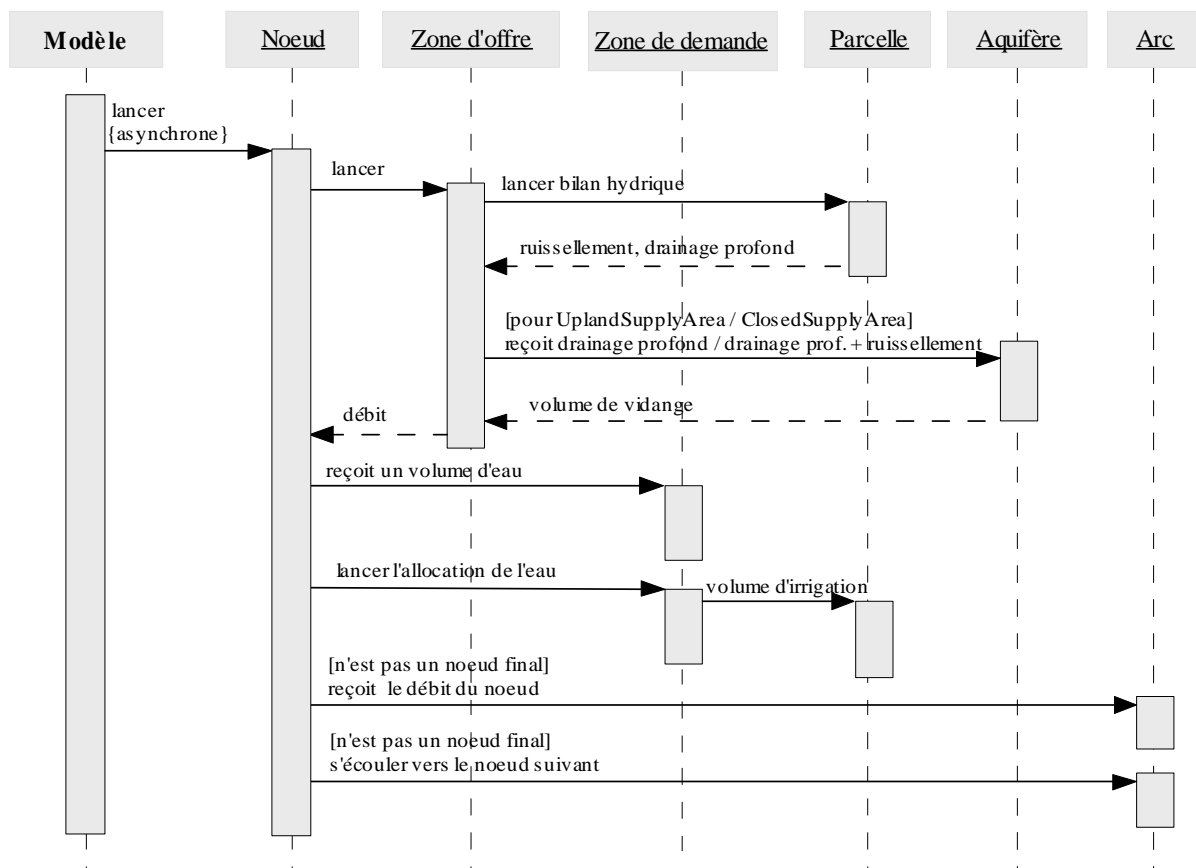 Modèle
Noeud
Zone d'offre
Zone de demande
Parcelle
Aquifère
Arc
lancer
{asynchrone}
lancer
lancer bilan hydrique
ruissellement, drainage profond
[pour UplandSupplyArea / ClosedSupplyArea]
reçoit drainage profond / drainage prof. + ruissellement
volume de vidange
débit
reçoit un volume d'eau
lancer l'allocation de l'eau
volume d'irrigation
[n'est pas un noeud final]
reçoit le débit du noeud
[n'est pas un noeud final]
s'écouler vers le noeud suivant